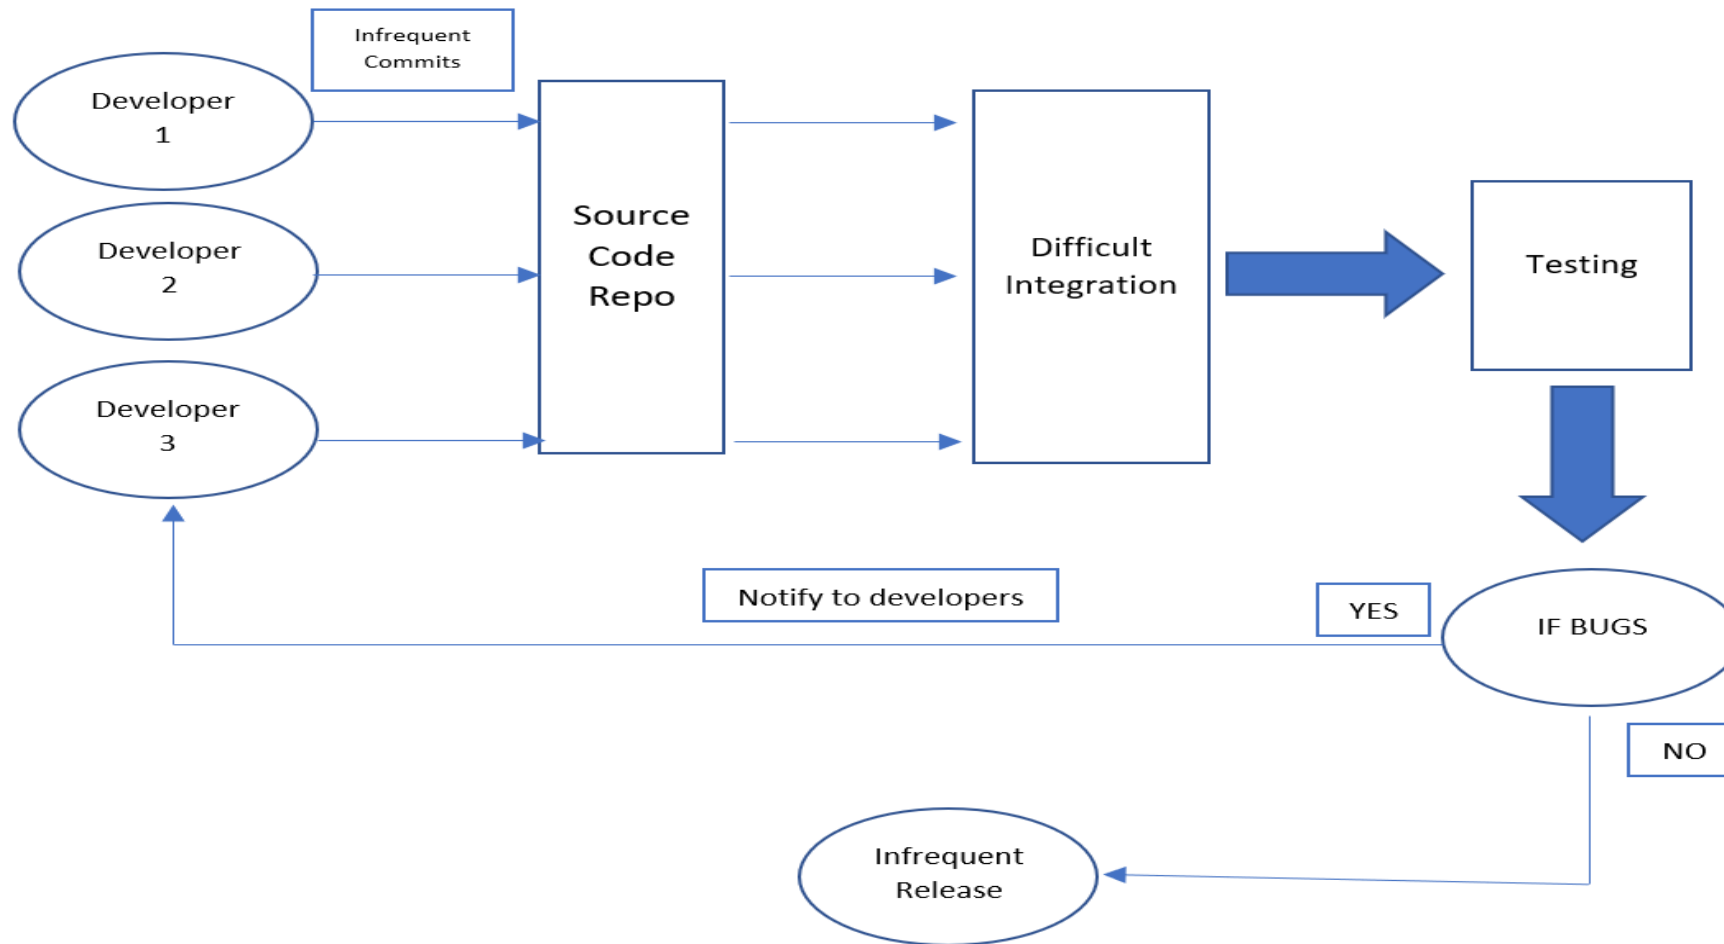 Infrequent
Commits
Developer
1
Developer
2
Developer
3
Source
Code
Repo
Difficult
Integration
Testing
Notify to developers
YES
IF BUGS
NO
Infrequent
Release